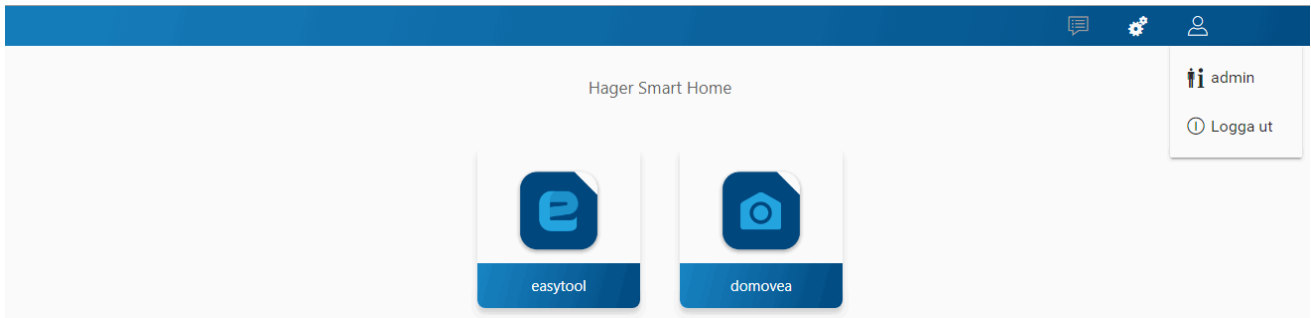 Hager Smart Home
admin
Logga ut
easytool
domovea